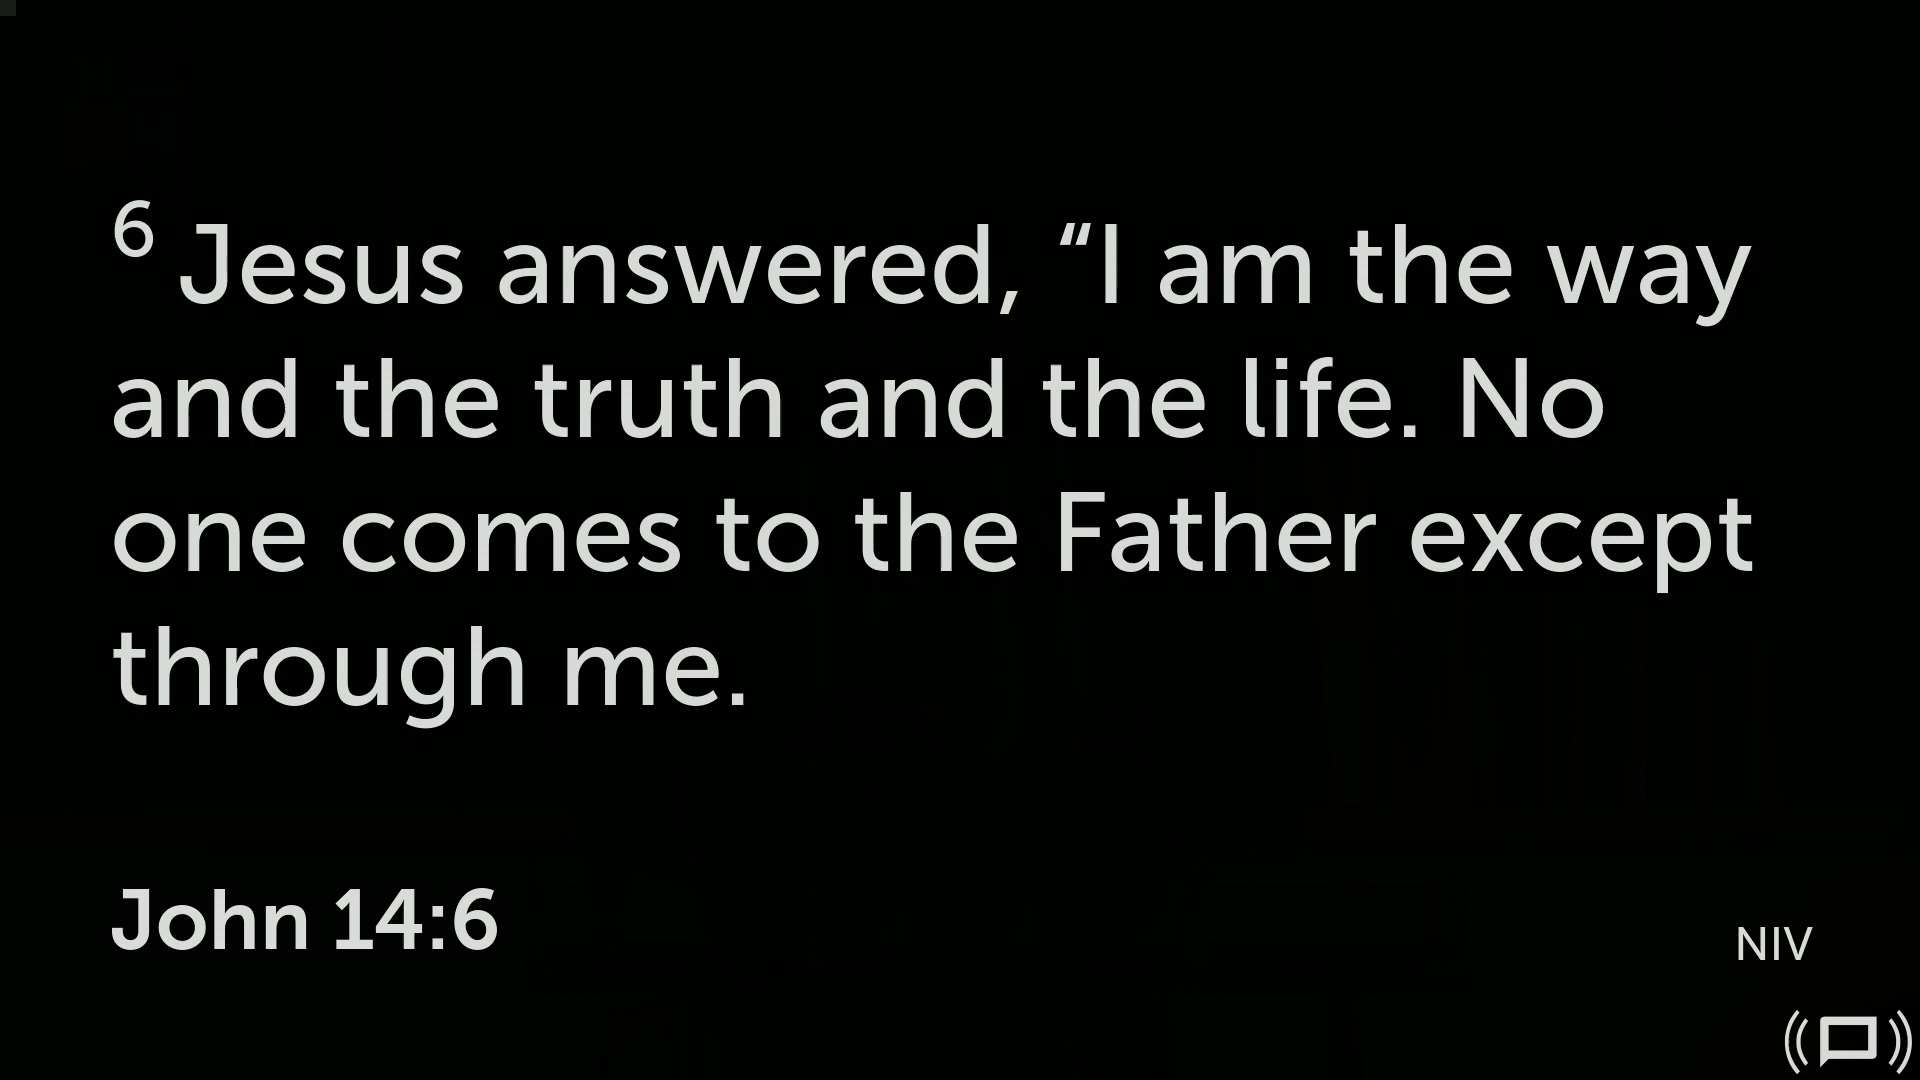 6 Jesus answered, “I am the way
and the truth and the life. No
one comes to the Father except
through me.
John 14:6
NIV